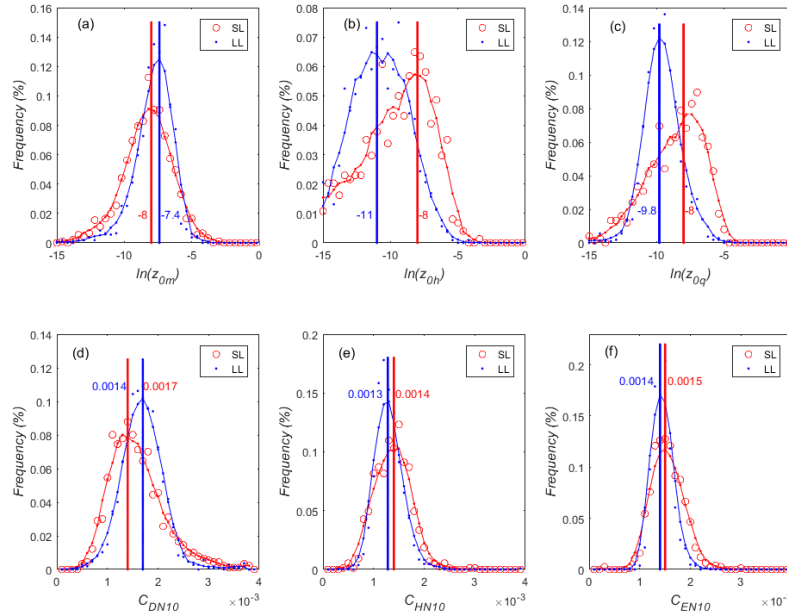 (a)
SL
LL
0.16
0.14
0.12
0.1
0.08
0.06
0.04
0.02
0
Frequency (%)
-8
-7.4
-15
-10
-5
0
ln(z0m)
(b)
SL
LL
0.08
0.07
0.06
0.05
0.04
0.03
0.02
0.01
0
Frequency (%)
-11
-8
-15
-10
-5
0
ln(z0h)
(c)
SL
LL
0.14
0.12
0.1
0.08
0.06
0.04
0.02
0
Frequency (%)
-9.8
-8
-15
-10
-5
0
ln(z0q)
(d)
SL
LL
0.14
0.12
0.1
0.08
0.06
0.04
0.02
0
Frequency (%)
0.0014
0.0017
0
1
2
3
4
×10-3
CDN10
(e)
SL
LL
0.2
0.15
0.1
0.05
0
Frequency (%)
0.0013
0.0014
0
1
2
3
4
×10-3
CHN10
(f)
SL
LL
0.2
0.15
0.1
0.05
0
Frequency (%)
0.0014
0.0015
0
1
2
3
×10-3
CEN10